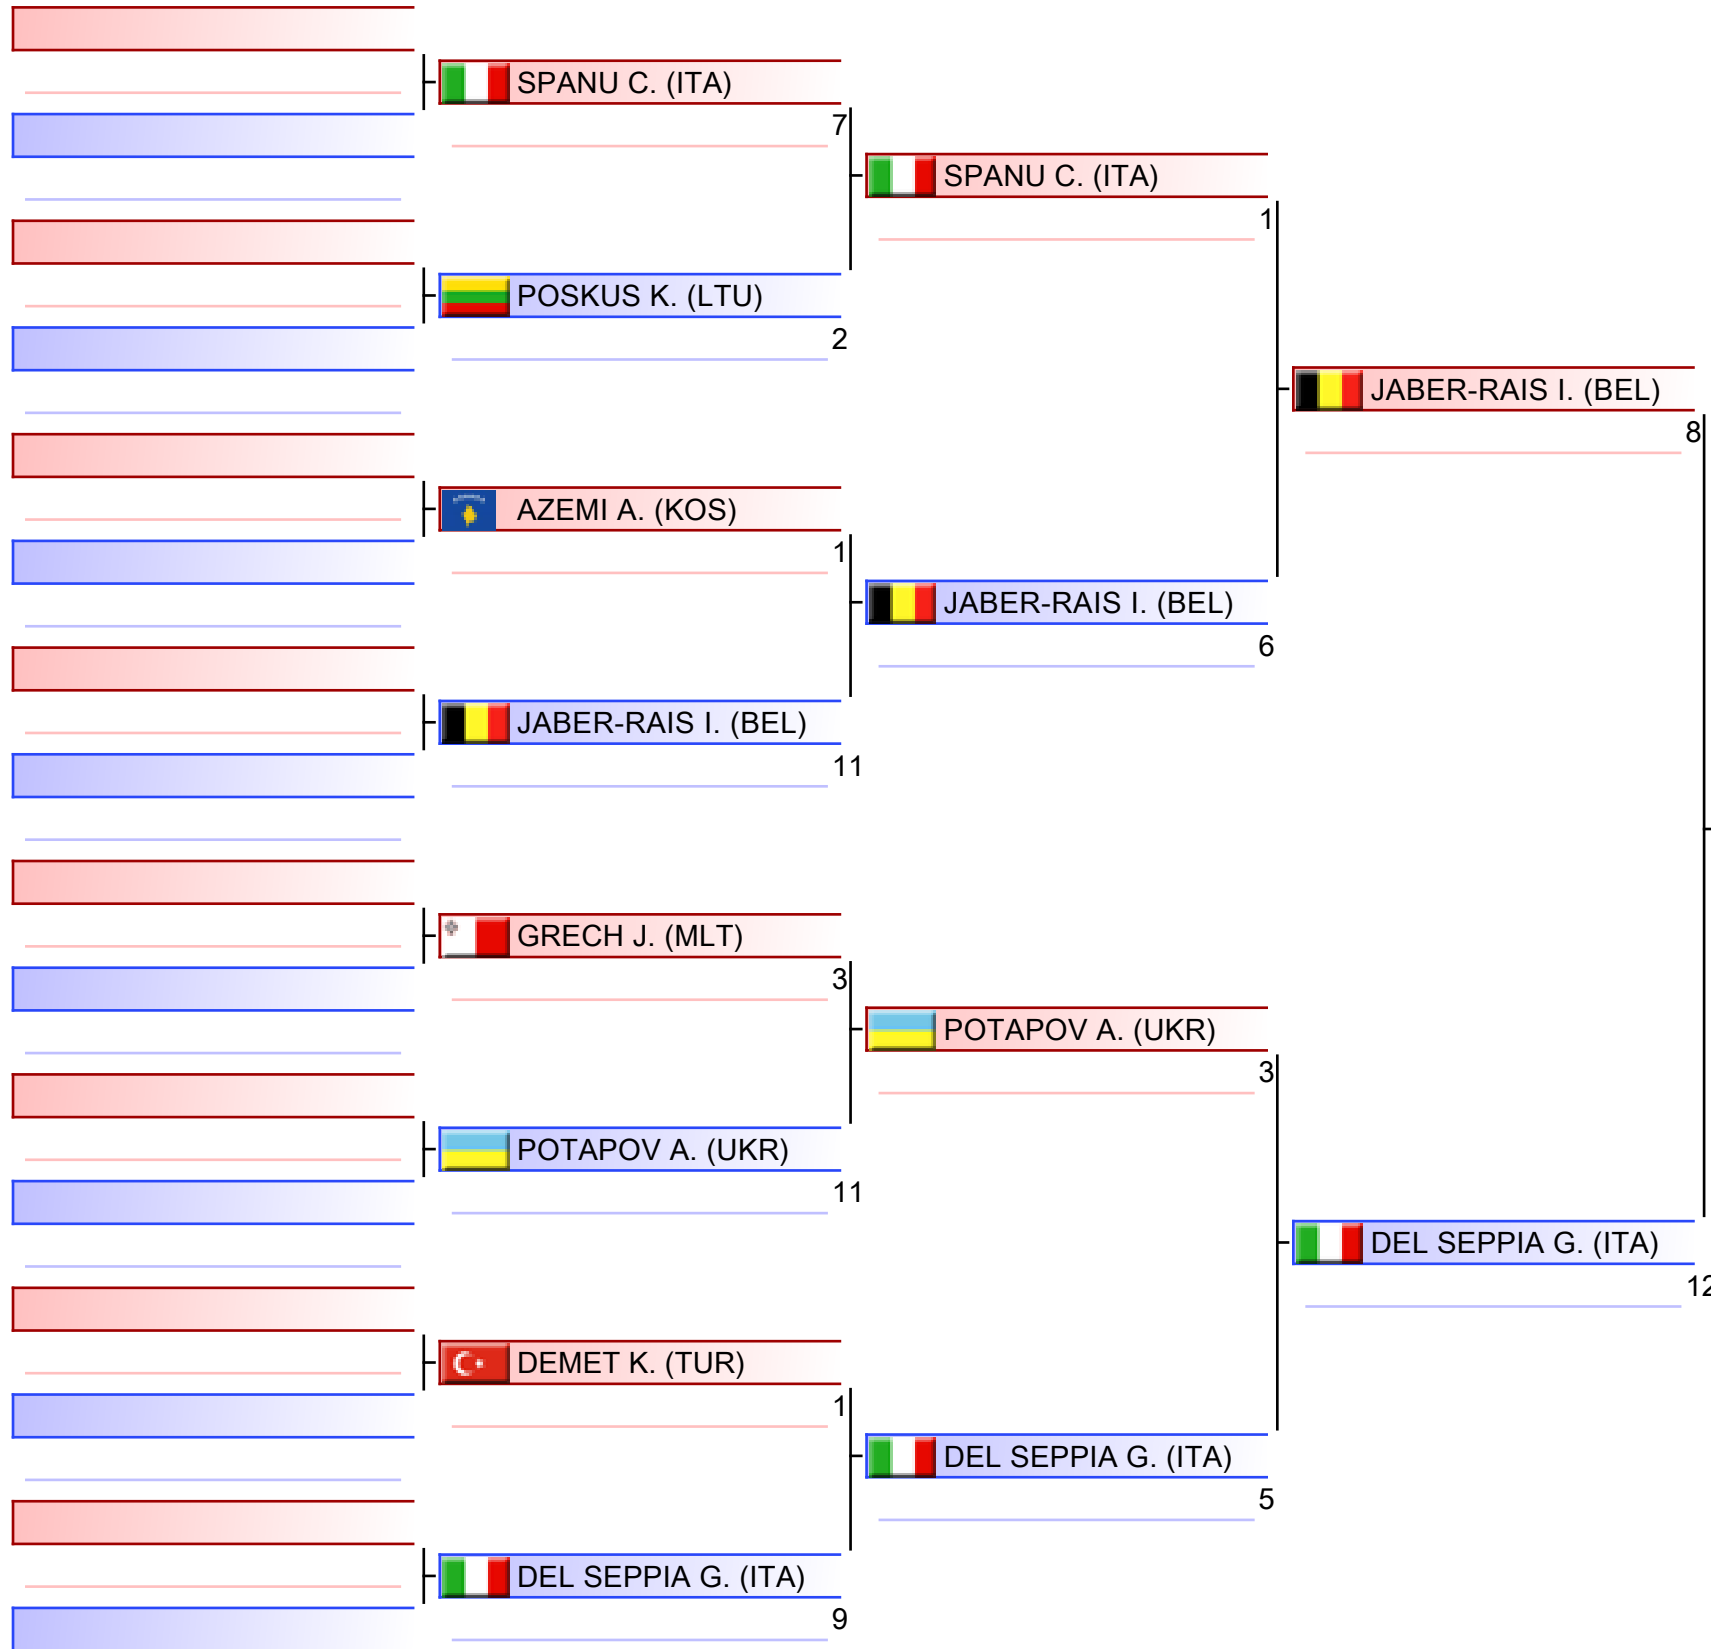 SPANU C. (ITA)
7
POSKUS K. (LTU)
2
AZEMI A. (KOS)
1
JABER-RAIS I. (BEL)
11
GRECH J. (MLT)
3
POTAPOV A. (UKR)
11
DEMET K. (TUR)
1
DEL SEPPIA G. (ITA)
9
SPANU C. (ITA)
1
JABER-RAIS I. (BEL)
6
POTAPOV A. (UKR)
3
DEL SEPPIA G. (ITA)
5
JABER-RAIS I. (BEL)
8
DEL SEPPIA G. (ITA)
12